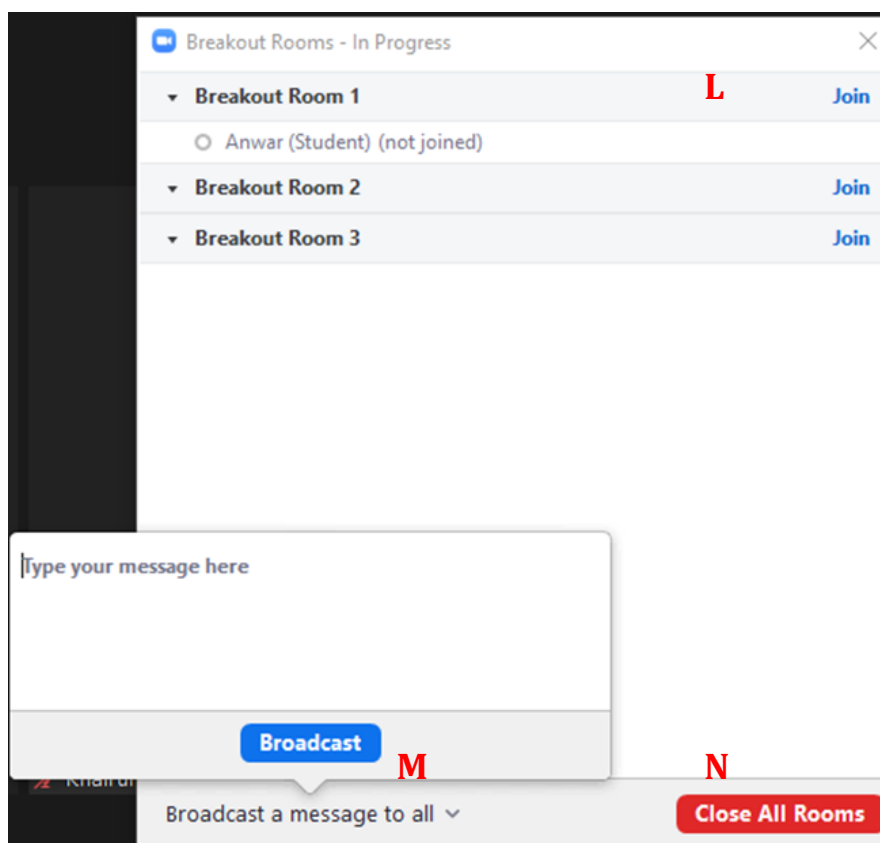 Breakout Rooms - In Progress
Breakout Room 1 L Join
Anwar (Student) (not joined)
Breakout Room 2 Join
Breakout Room 3 Join
Type your message here
Broadcast
M N
Broadcast a message to all Close All Rooms